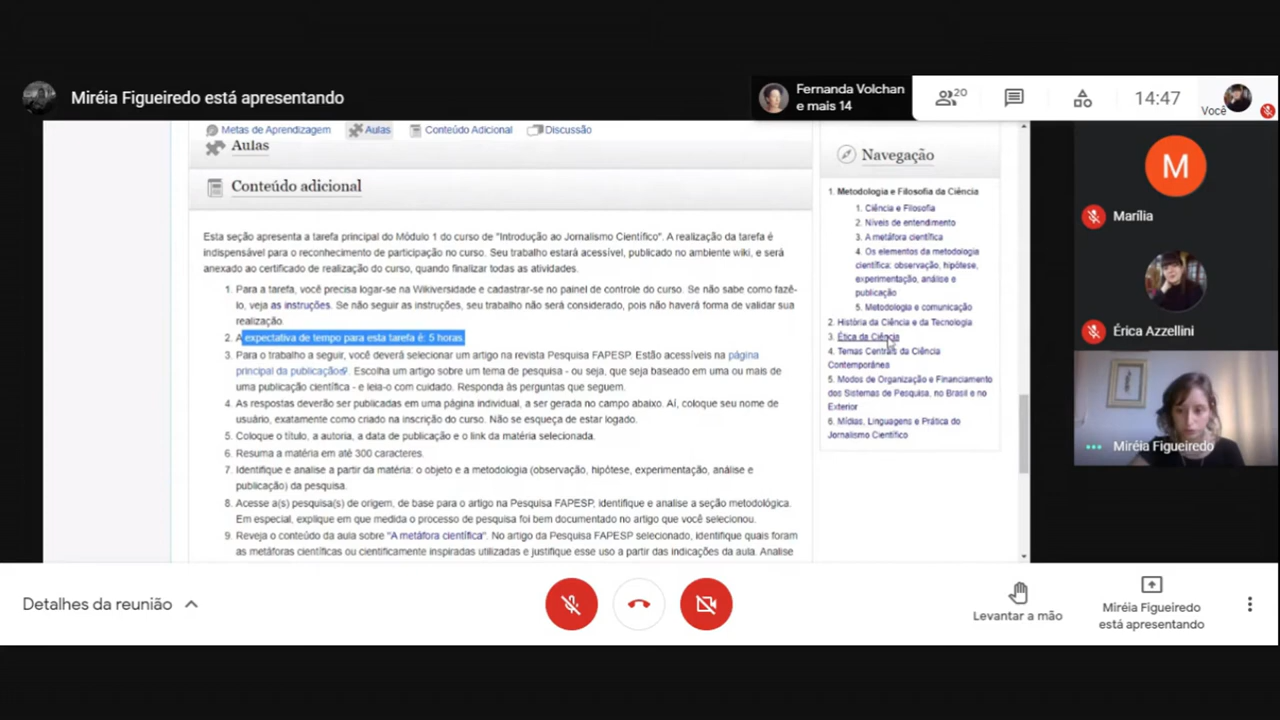 Miréia Figueiredo está apresentando
Fernanda Volchan
e mais 14
20
14:47
Você
Metas de Aprendizagem
Aulas
Conteúdo Adicional
Discussão
Aulas
Conteúdo adicional
Esta seção apresenta a tarefa principal do Módulo 1 do curso de "Introdução ao Jornalismo Científico". A realização da tarefa é
indispensável para o reconhecimento de participação no curso. Seu trabalho estará acessível, publicado no ambiente wiki, e será
anexado ao certificado de realização do curso, quando finalizar todas as atividades.
1. Para a tarefa, você precisa logar-se na Wikiversidade e cadastrar-se no painel de controle do curso. Se não sabe como fazê-
lo, veja as instruções. Se não seguir as instruções, seu trabalho não será considerado, pois não haverá forma de validar sua
realização.
2. A expectativa de tempo para esta tarefa é: 5 horas.
3. Para o trabalho a seguir, você deverá selecionar um artigo na revista Pesquisa FAPESP. Estão acessíveis na página
principal da publicação. Escolha um artigo sobre um tema de pesquisa - ou seja, que seja baseado em uma ou mais de
uma publicação científica - e leia-o com cuidado. Responda às perguntas que seguem.
4. As respostas deverão ser publicadas em uma página individual, a ser gerada no campo abaixo. Aí, coloque seu nome de
usuário, exatamente como criado na inscrição do curso. Não se esqueça de estar logado.
5. Coloque o título, a autoria, a data de publicação e o link da matéria selecionada.
6. Resuma a matéria em até 300 caracteres.
7. Identifique e analise a partir da matéria: o objeto e a metodologia (observação, hipótese, experimentação, análise e
publicação) da pesquisa.
8. Acesse a(s) pesquisa(s) de origem, de base para o artigo na Pesquisa FAPESP, identifique e analise a seção metodológica.
Em especial, explique em que medida o processo de pesquisa foi bem documentado no artigo que você selecionou.
9. Reveja o conteúdo da aula sobre "A metáfora científica". No artigo da Pesquisa FAPESP selecionado, identifique quais foram
as metáforas científicas ou cientificamente inspiradas utilizadas e justifique esse uso a partir das indicações da aula. Analise
Navegação
1. Metodologia e Filosofia da Ciência
1. Ciência e Filosofia
2. Níveis de entendimento
3. A metáfora científica
4. Os elementos da metodologia
científica: observação, hipótese,
experimentação, análise e
publicação
5. Metodologia e comunicação
2. História da Ciência e da Tecnologia
3. Ética da Ciência
4. Temas Centrais da Ciência
Contemporânea
5. Modos de Organização e Financiamento
dos Sistemas de Pesquisa, no Brasil e no
Exterior
6. Mídias, Linguagens e Prática do
Jornalismo Científico
M
Marília
Érica Azzellini
Miréia Figueiredo
Detalhes da reunião
Levantar a mão
Miréia Figueiredo
está apresentando